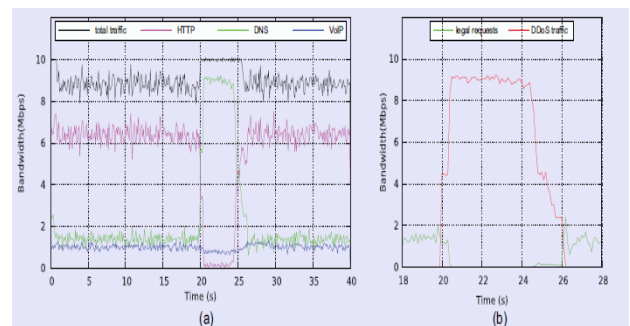 total traffic HTTP DNS VoIP
Bandwidth(Mbps)
10
8
6
4
2
0
0 5 10 15 20 25 30 35 40
Time (s)
(a)
legal requests DDoS traffic
Bandwidth(Mbps)
10
8
6
4
2
0
18 20 22 24 26 28
Time (s)
(b)